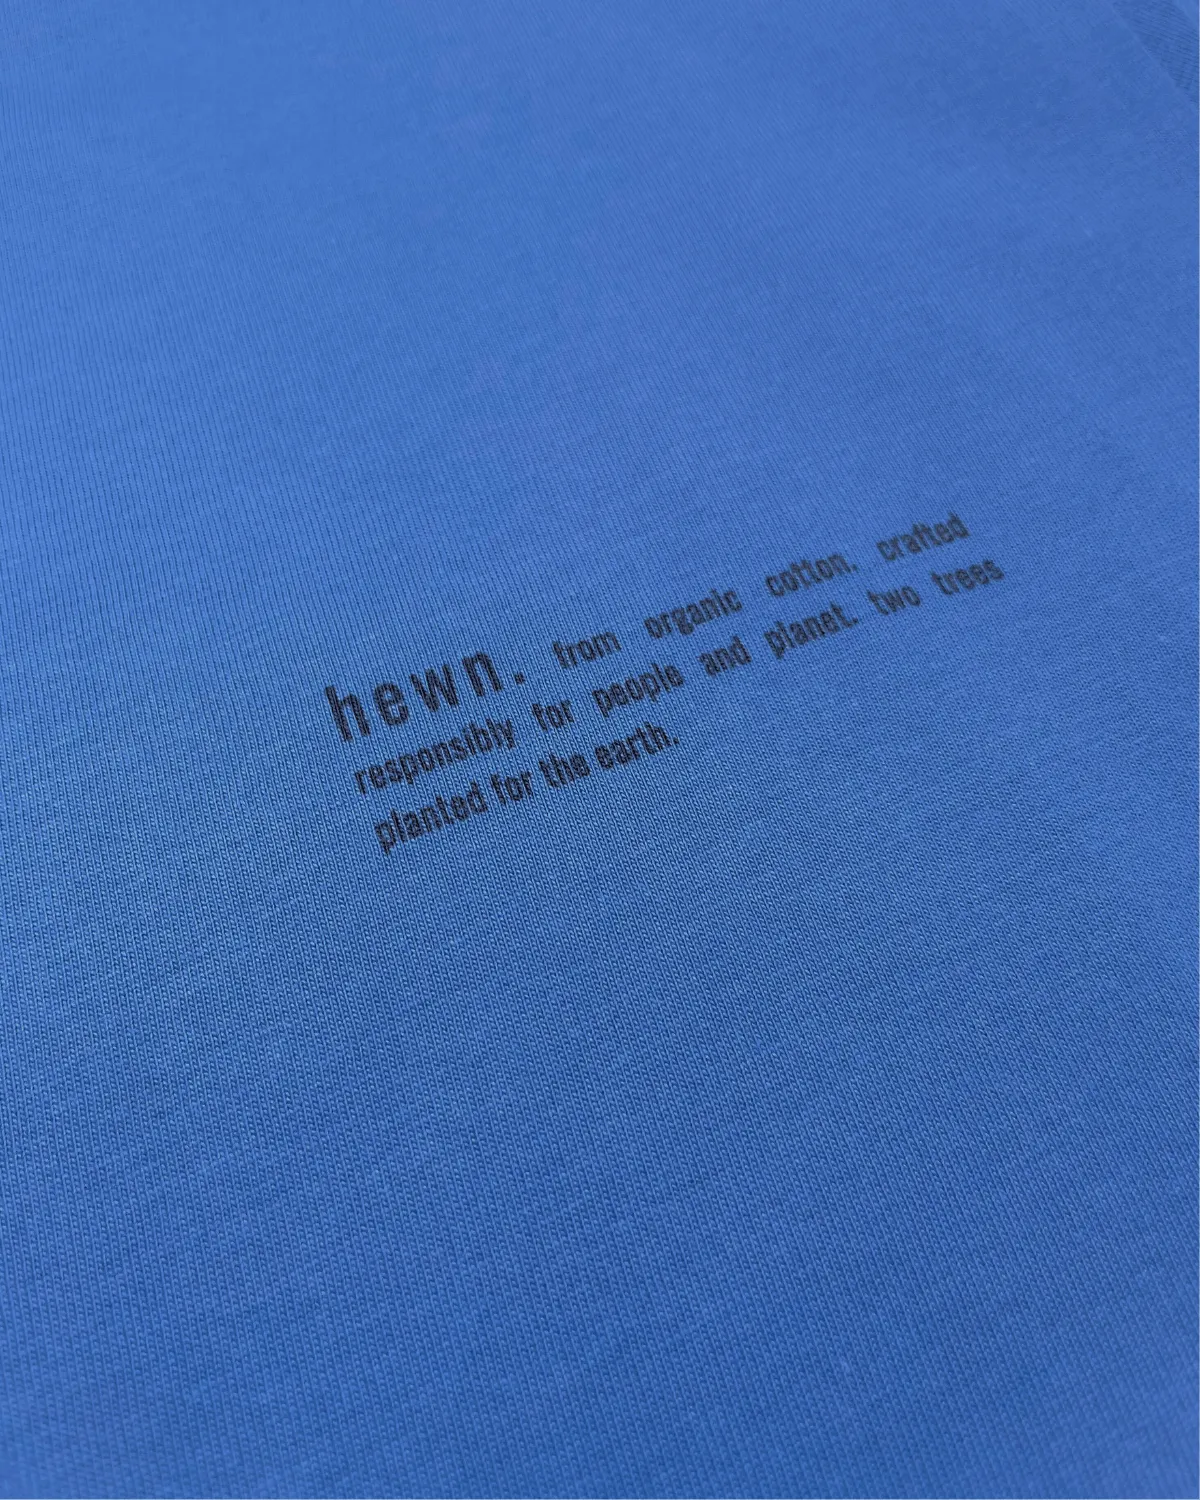 hewn. from organic cotton. crafted
responsibly for people and planet. two trees
planted for the earth.